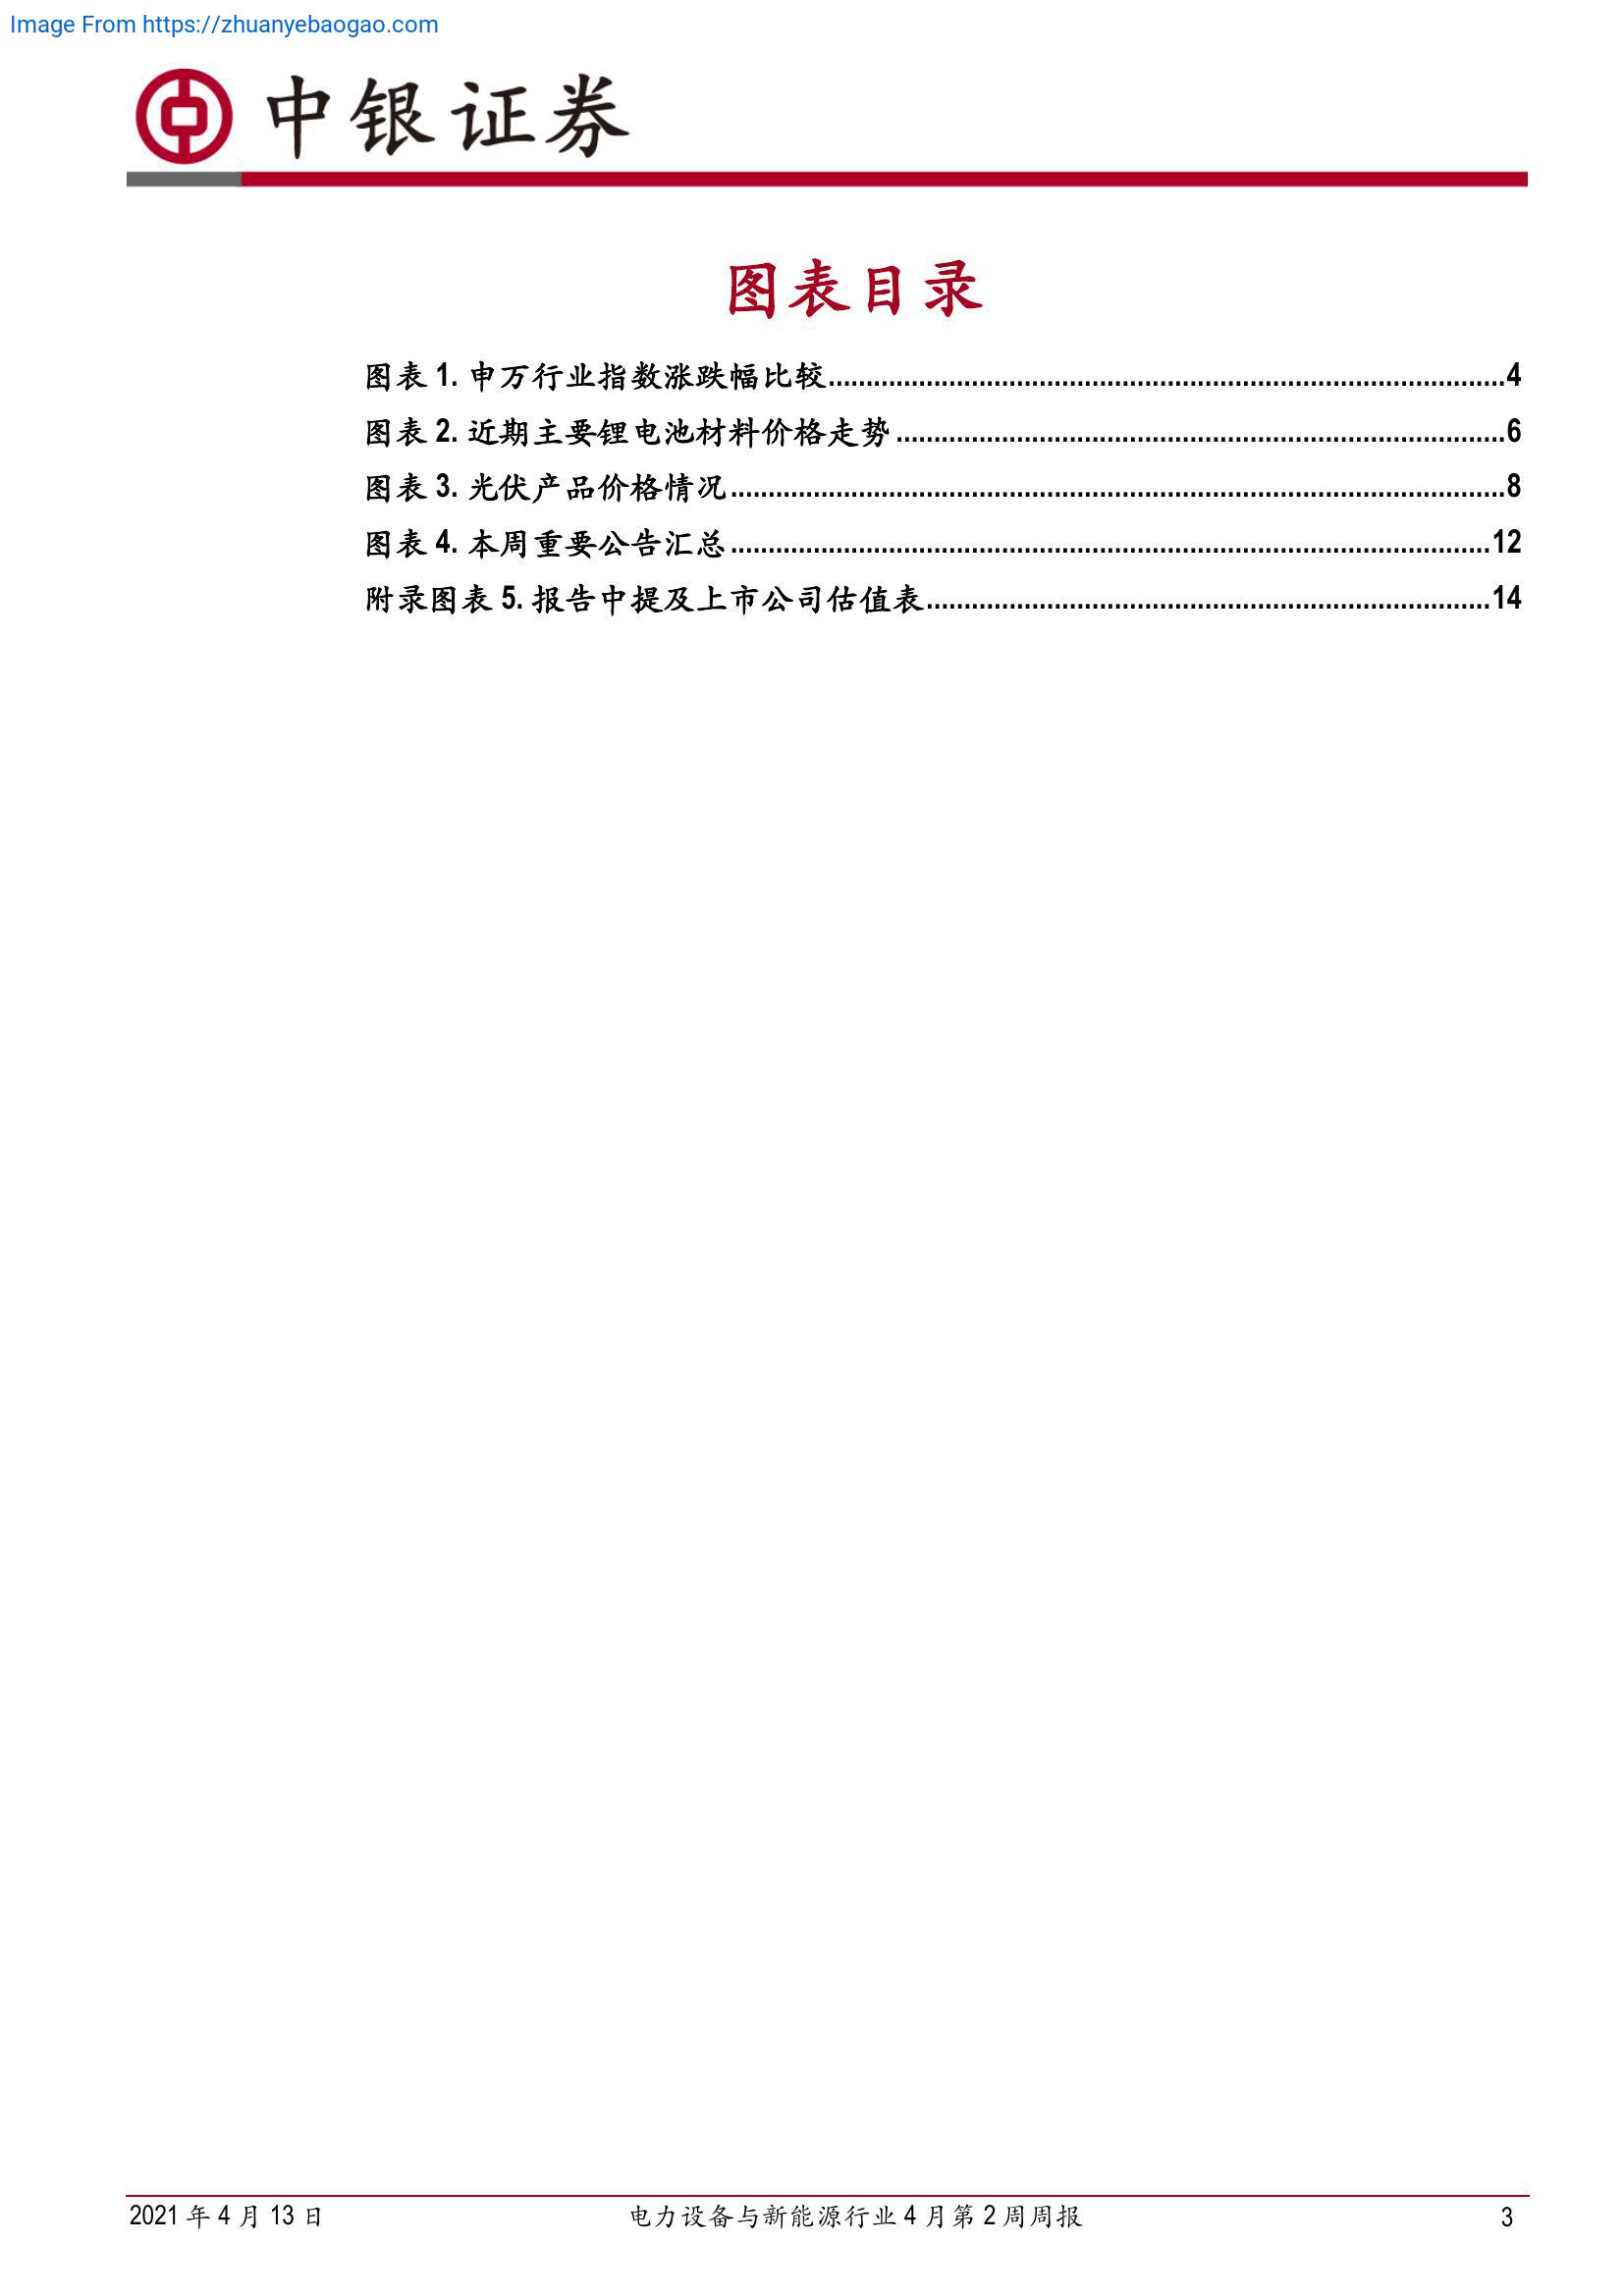 Image From https://zhuanyebaogao.com
中银证券
图表目录
图表 1. 申万行业指数涨跌幅比较....................4
图表 2. 近期主要锂电池材料价格走势....................6
图表 3. 光伏产品价格情况....................8
图表 4. 本周重要公告汇总....................12
附录图表 5. 报告中提及上市公司估值表....................14
2021 年 4 月 13 日 电力设备与新能源行业 4 月第 2 周周报 3